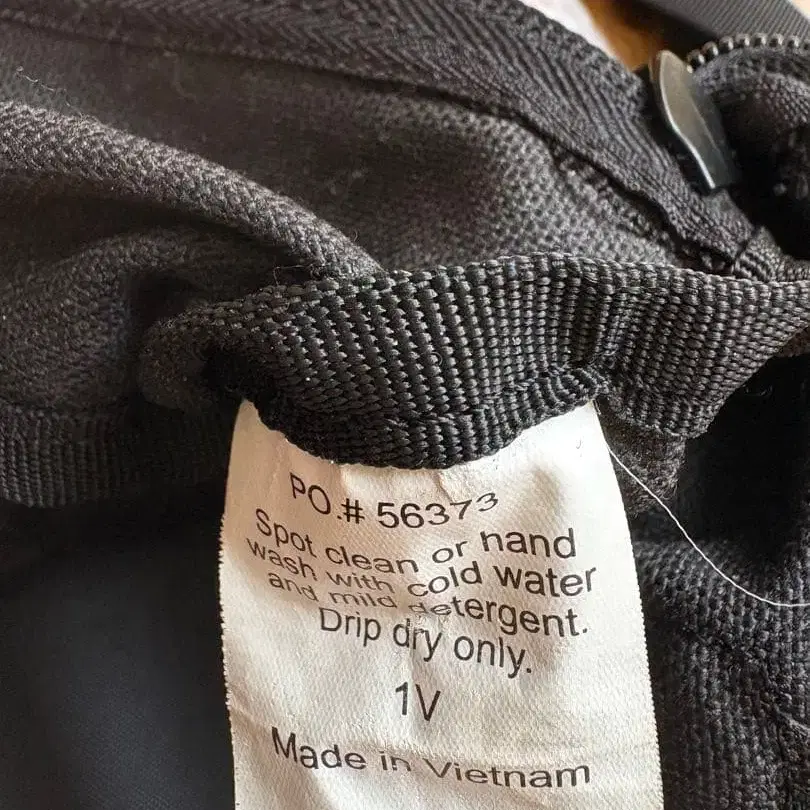 PO.# 56373
Spot clean or hand
wash with cold water
and mild detergent.
Drip dry only.
1V
Made in Vietnam